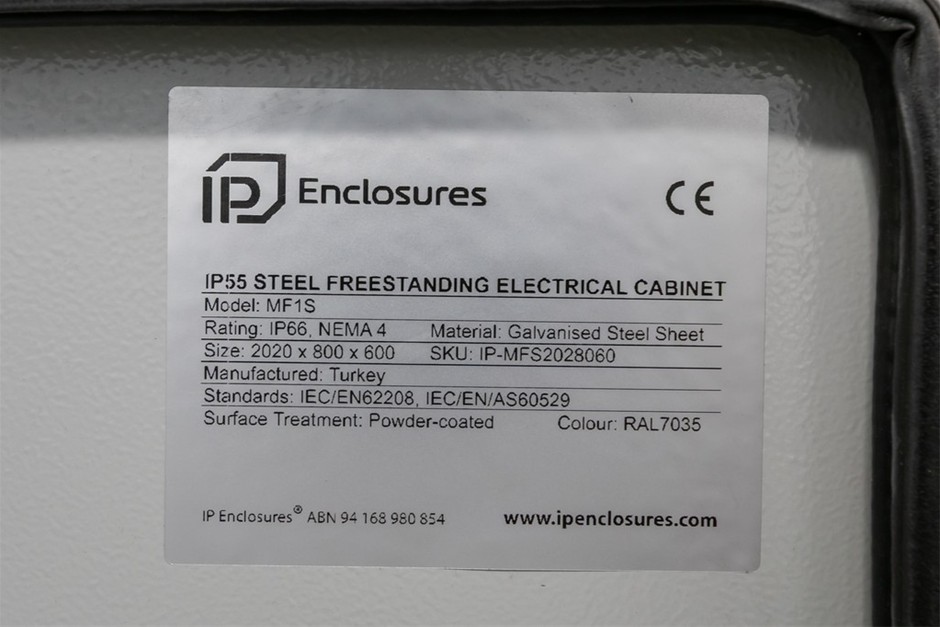 IP Enclosures
CE
IP55 STEEL FREESTANDING ELECTRICAL CABINET
Model: MF1S
Rating: IP66, NEMA 4 Material: Galvanised Steel Sheet
Size: 2020 x 800 x 600 SKU: IP-MFS2028060
Manufactured: Turkey
Standards: IEC/EN62208, IEC/EN/AS60529
Surface Treatment: Powder-coated Colour: RAL7035
IP Enclosures® ABN 94 168 980 854 www.ipenclosures.com